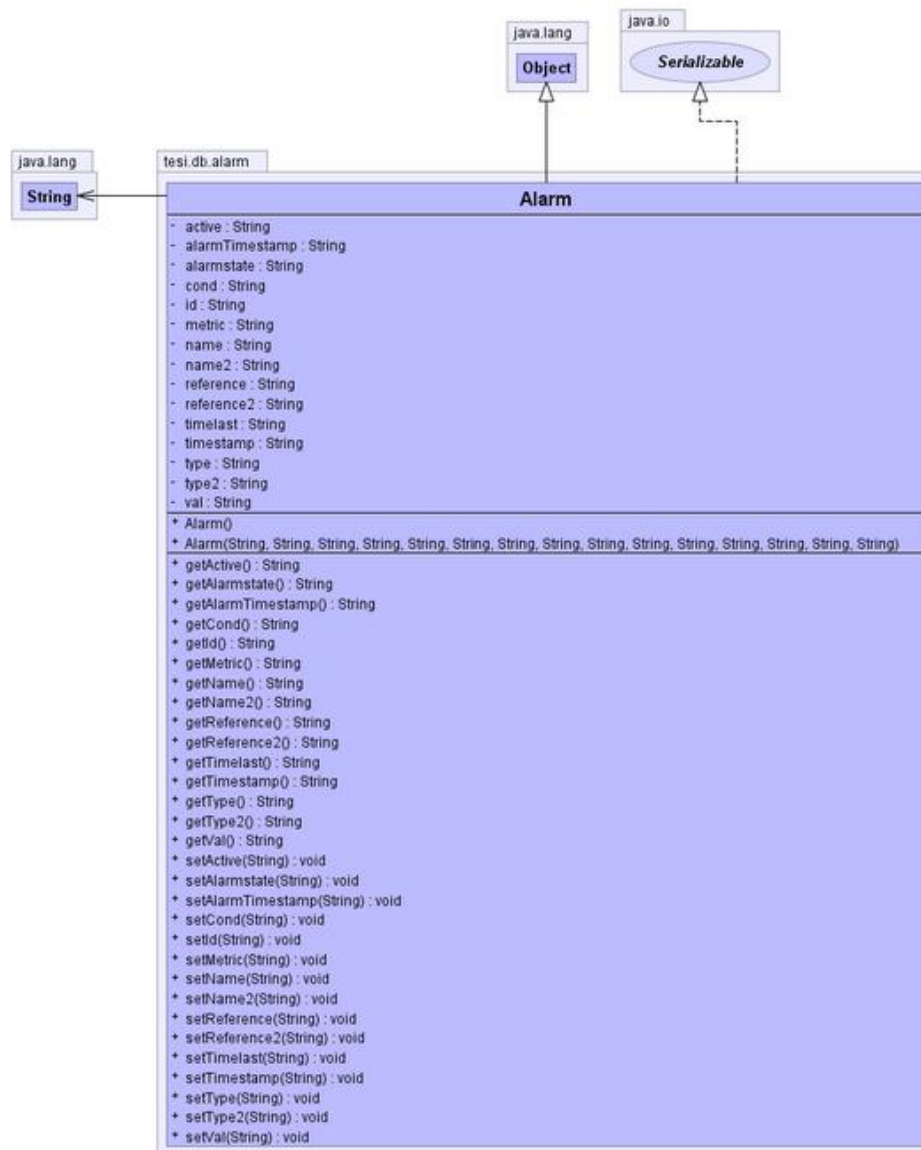 java.lang
Object
java.io
Serializable
java.lang
String
tesi.db.alarm
Alarm
- active : String
- alarmTimestamp : String
- alarmstate : String
- cond : String
- id : String
- metric : String
- name : String
- name2 : String
- reference : String
- reference2 : String
- timelast : String
- timestamp : String
- type : String
- type2 : String
- val : String
+ Alarm()
+ Alarm(String, String, String, String, String, String, String, String, String, String, String, String, String, String, String)
+ getActive() : String
+ getAlarmstate() : String
+ getAlarmTimestamp() : String
+ getCond() : String
+ getId() : String
+ getMetric() : String
+ getName() : String
+ getName2() : String
+ getReference() : String
+ getReference2() : String
+ getTimelast() : String
+ getTimestamp() : String
+ getType() : String
+ getType2() : String
+ getVal() : String
+ setActive(String) : void
+ setAlarmstate(String) : void
+ setAlarmTimestamp(String) : void
+ setCond(String) : void
+ setId(String) : void
+ setMetric(String) : void
+ setName(String) : void
+ setName2(String) : void
+ setReference(String) : void
+ setReference2(String) : void
+ setTimelast(String) : void
+ setTimestamp(String) : void
+ setType(String) : void
+ setType2(String) : void
+ setVal(String) : void